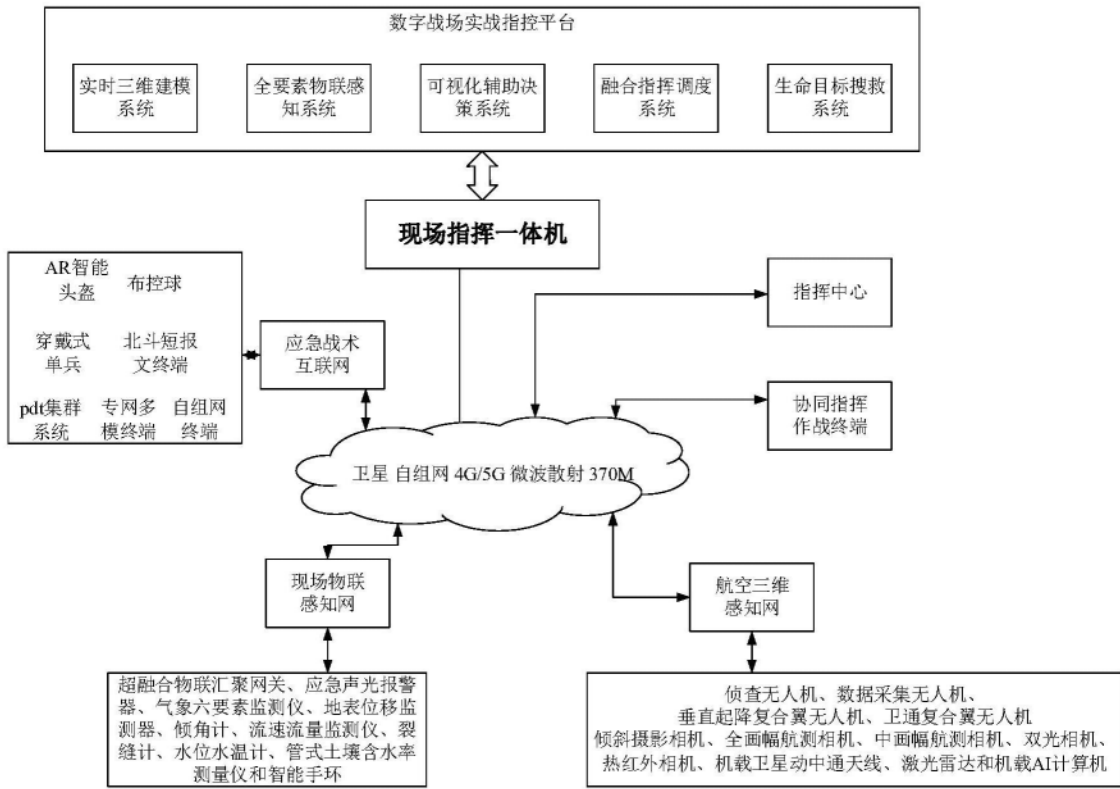 数字战场实战指控平台
实时三维建模
系统
全要素物联感
知系统
可视化辅助决
策系统
融合指挥调度
系统
生命目标搜救
系统
现场指挥一体机
AR智能
头盔
布控球
穿戴式
单兵
北斗短报
文终端
pdt集群
系统
专网多
模终端
自组网
终端
应急战术
互联网
指挥中心
协同指挥
作战终端
卫星 自组网 4G/5G 微波散射 370M
现场物联
感知网
航空三维
感知网
超融合物联汇聚网关、应急声光报警
器、气象六要素监测仪、地表位移监
测器、倾角计、流速流量监测仪、裂
缝计、水位水温计、管式土壤含水率
测量仪和智能手环
侦查无人机、数据采集无人机、
垂直起降复合翼无人机、卫通复合翼无人机
倾斜摄影相机、全画幅航测相机、中画幅航测相机、双光相机、
热红外相机、机载卫星动中通天线、激光雷达和机载AI计算机